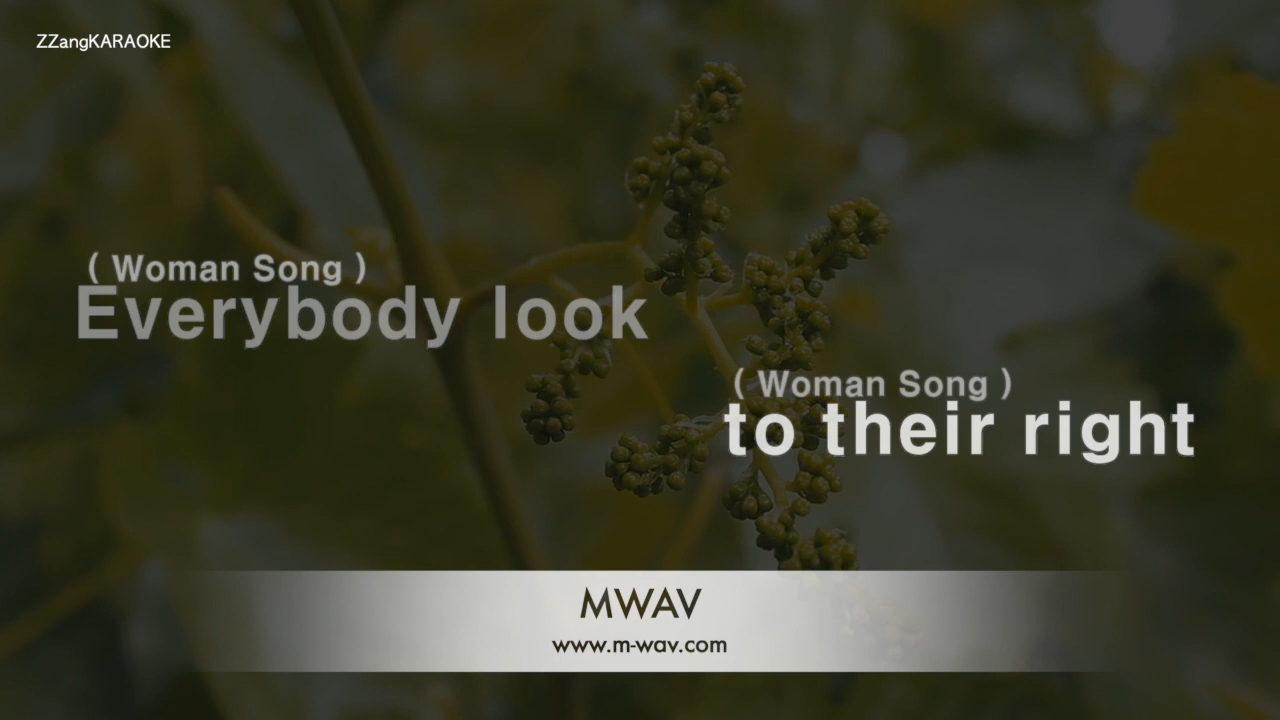 ZZangKARAOKE
( Woman Song )
Everybody look
( Woman Song )
to their right
MWAV
www.m-wav.com